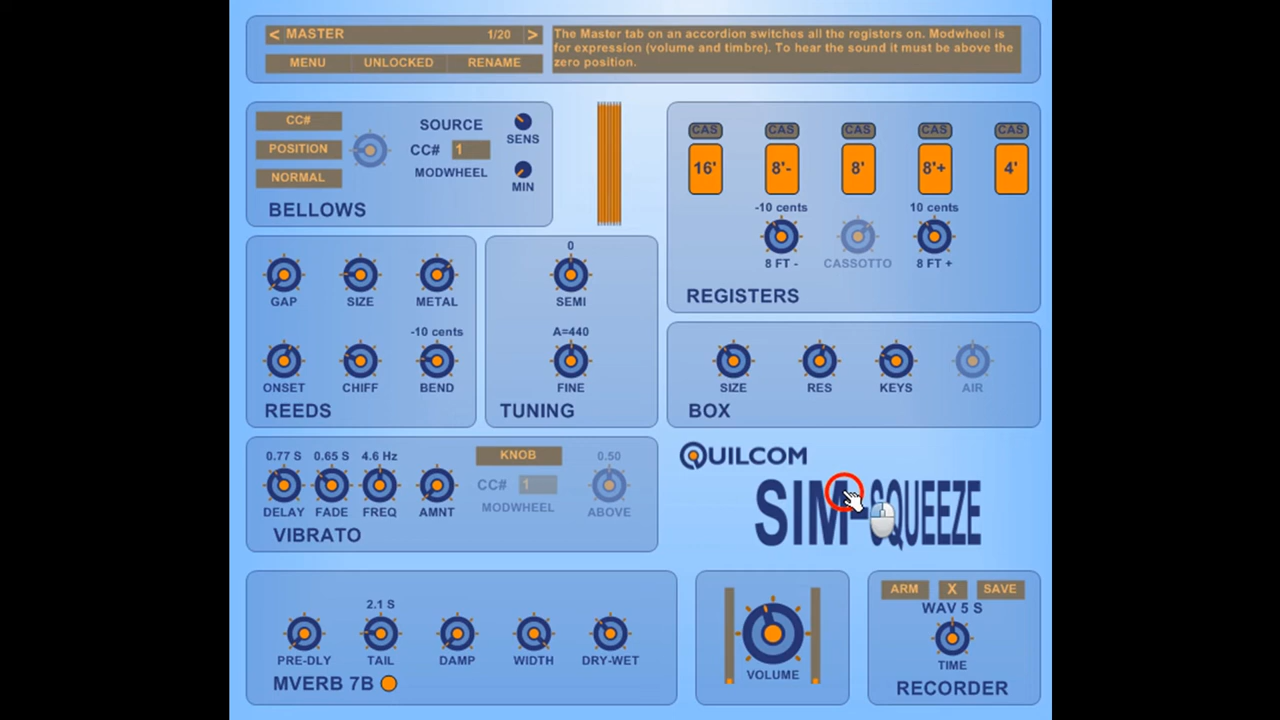 < MASTER 1/20 >
MENU UNLOCKED RENAME
The Master tab on an accordion switches all the registers on. Modwheel is
for expression (volume and timbre). To hear the sound it must be above the
zero position.
CC#
POSITION
NORMAL
SOURCE
CC# 1
MODWHEEL
SENS
MIN
BELLOWS
CAS CAS CAS CAS CAS
16' 8'- 8' 8'+ 4'
-10 cents 10 cents
8 FT - CASSOTTO 8 FT +
REGISTERS
GAP SIZE METAL
-10 cents
ONSET CHIFF BEND
REEDS
0
SEMI
A=440
FINE
TUNING
SIZE RES KEYS AIR
BOX
0.77 S 0.65 S 4.6 Hz
DELAY FADE FREQ AMNT
KNOB
CC# 1
MODWHEEL
0.50
ABOVE
VIBRATO
QUILCOM
SIM-SQUEEZE
2.1 S
PRE-DLY TAIL DAMP WIDTH DRY-WET
MVERB 7B
VOLUME
ARM X SAVE
WAV 5 S
TIME
RECORDER